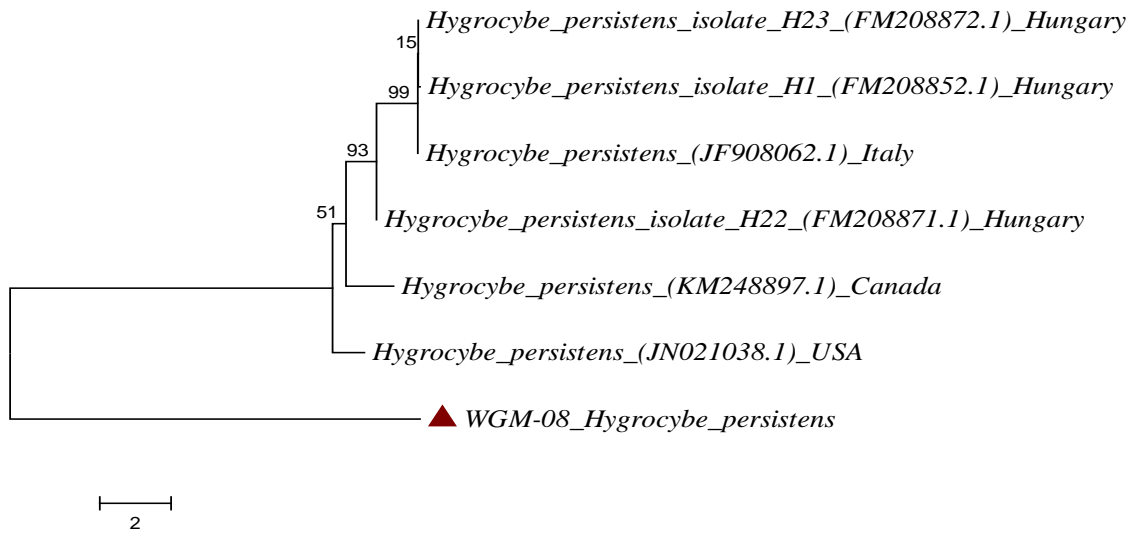 Hygrocybe_persistens_isolate_H23_(FM208872.1)_Hungary
15
Hygrocybe_persistens_isolate_H1_(FM208852.1)_Hungary
99
Hygrocybe_persistens_(JF908062.1)_Italy
93
Hygrocybe_persistens_isolate_H22_(FM208871.1)_Hungary
51
Hygrocybe_persistens_(KM248897.1)_Canada
Hygrocybe_persistens_(JN021038.1)_USA
WGM-08_Hygrocybe_persistens
2